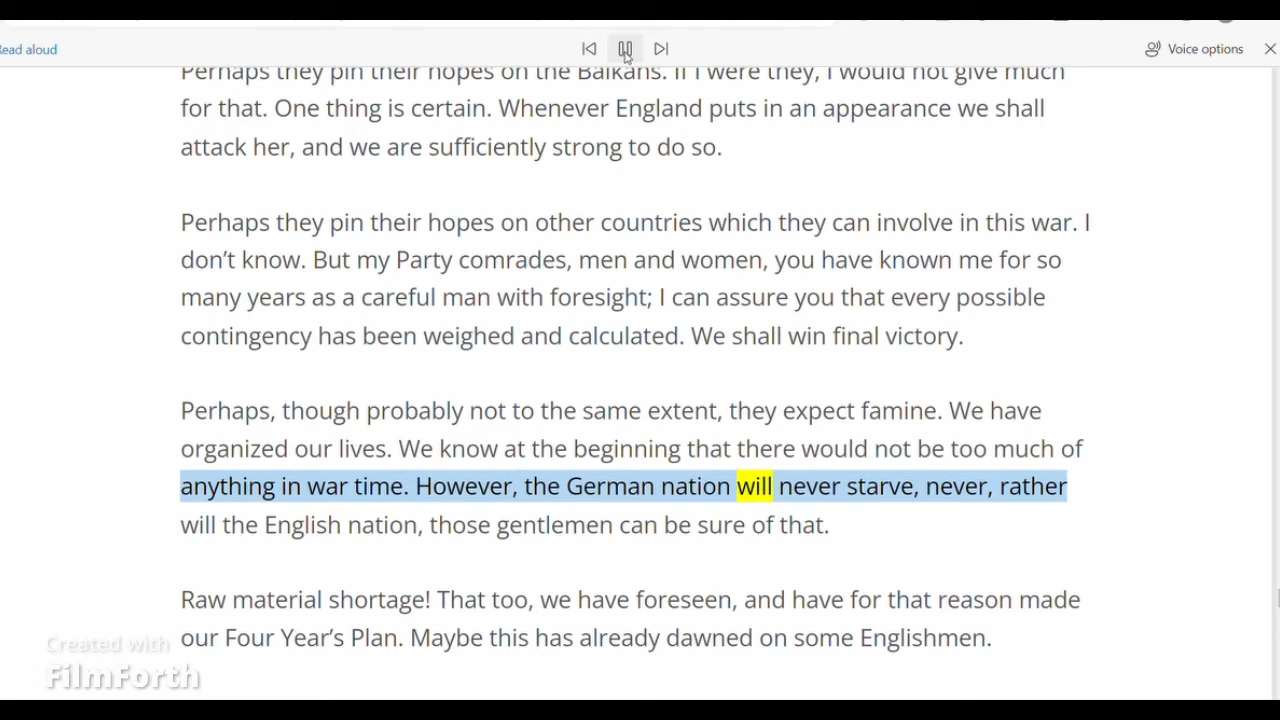 Read aloud
Voice options
Perhaps they pin their hopes on the Balkans. If I were they, I would not give much
for that. One thing is certain. Whenever England puts in an appearance we shall
attack her, and we are sufficiently strong to do so.
Perhaps they pin their hopes on other countries which they can involve in this war. I
don’t know. But my Party comrades, men and women, you have known me for so
many years as a careful man with foresight; I can assure you that every possible
contingency has been weighed and calculated. We shall win final victory.
Perhaps, though probably not to the same extent, they expect famine. We have
organized our lives. We know at the beginning that there would not be too much of
anything in war time. However, the German nation will never starve, never, rather
will the English nation, those gentlemen can be sure of that.
Raw material shortage! That too, we have foreseen, and have for that reason made
our Four Year’s Plan. Maybe this has already dawned on some Englishmen.
Created with
FilmForth